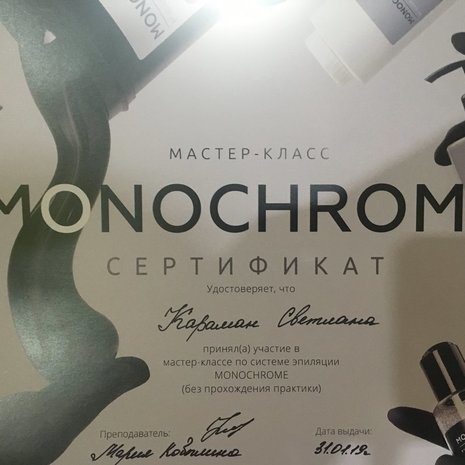 MONO
МАСТЕР-КЛАСС
MONOCHROM
СЕРТИФИКАТ
Удостоверяет, что
Караман Светлана
принял(а) участие в
мастер-классе по системе эпиляции
MONOCHROME
(без прохождения практики)
Преподаватель:
Дата выдачи:
Мария
31.01.19г.